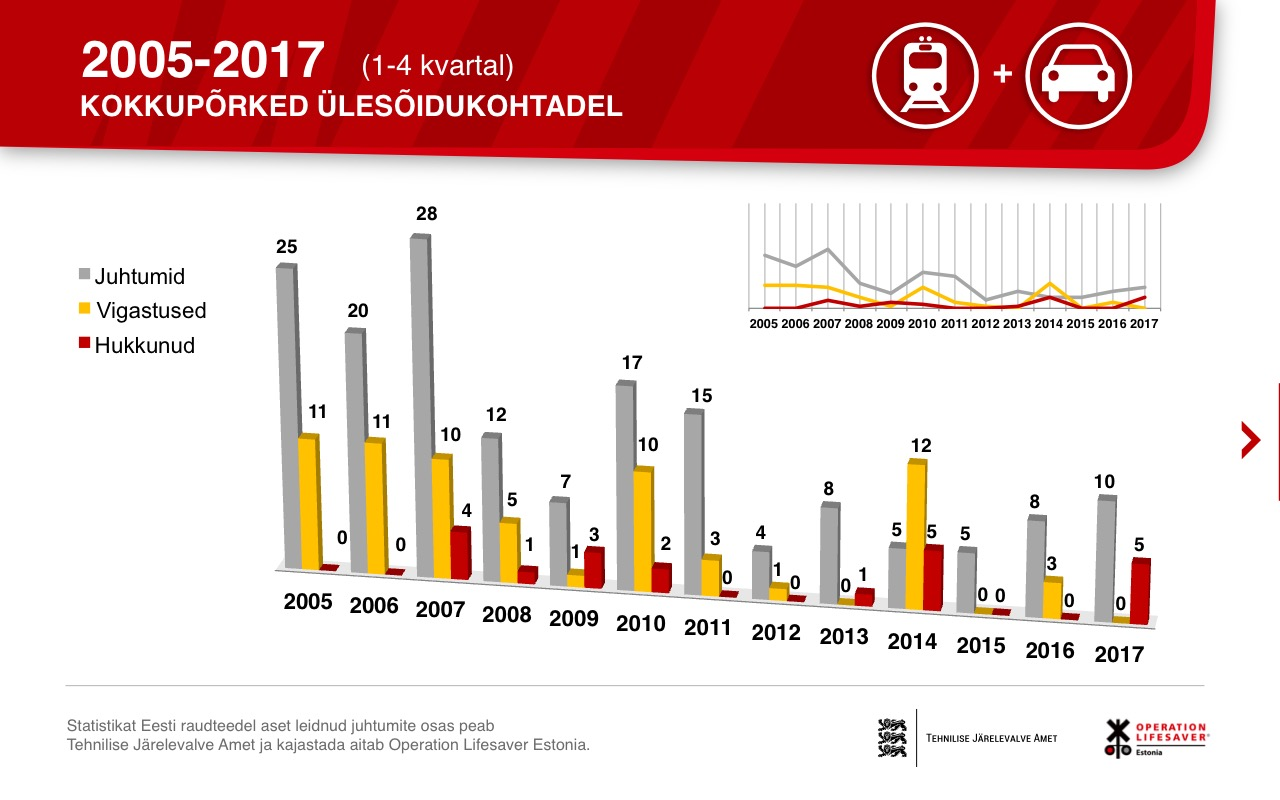 2005-2017 (1-4 kvartal)
KOKKUPÕRKED ÜLESÕIDUKOHTADEL
+
Juhtumid
Vigastused
Hukkunud
2005 2006 2007 2008 2009 2010 2011 2012 2013 2014 2015 2016 2017
25 11 0
20 11 0
28 10 4
12 5 1
7 1 3
17 10 2
15 3 0
4 1 0
8 0 1
5 12 5
5 0 0
8 3 0
10 0 5
2005 2006 2007 2008 2009 2010 2011 2012 2013 2014 2015 2016 2017
Statistikat Eesti raudteedel aset leidnud juhtumite osas peab
Tehnilise Järelevalve Amet ja kajastada aitab Operation Lifesaver Estonia.
TEHNILISE JÄRELEVALVE AMET
OPERATION
LIFESAVER®
Estonia